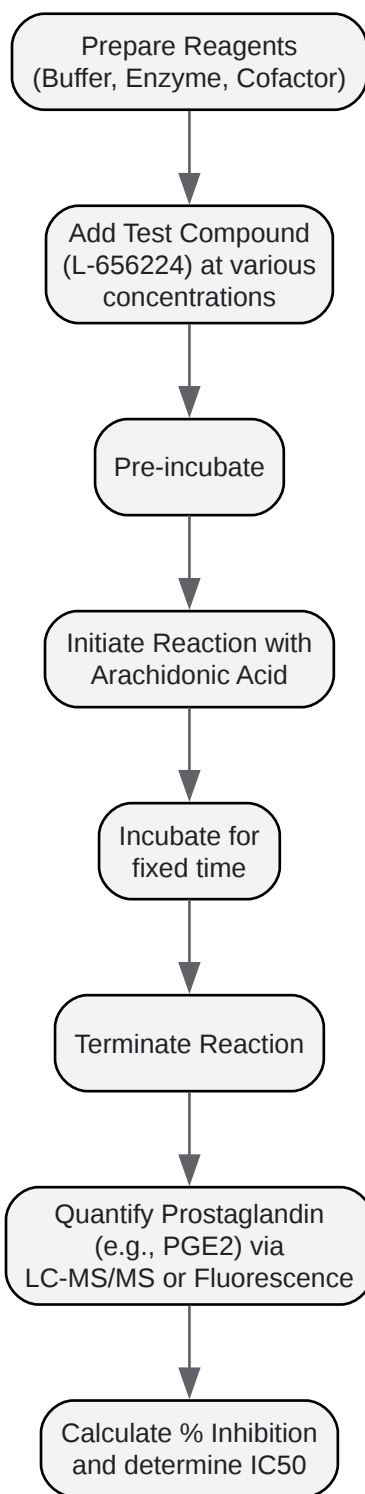 Prepare Reagents
(Buffer, Enzyme, Cofactor)
Add Test Compound
(L-656224) at various
concentrations
Pre-incubate
Initiate Reaction with
Arachidonic Acid
Incubate for
fixed time
Terminate Reaction
Quantify Prostaglandin
(e.g., PGE2) via
LC-MS/MS or Fluorescence
Calculate % Inhibition
and determine IC50